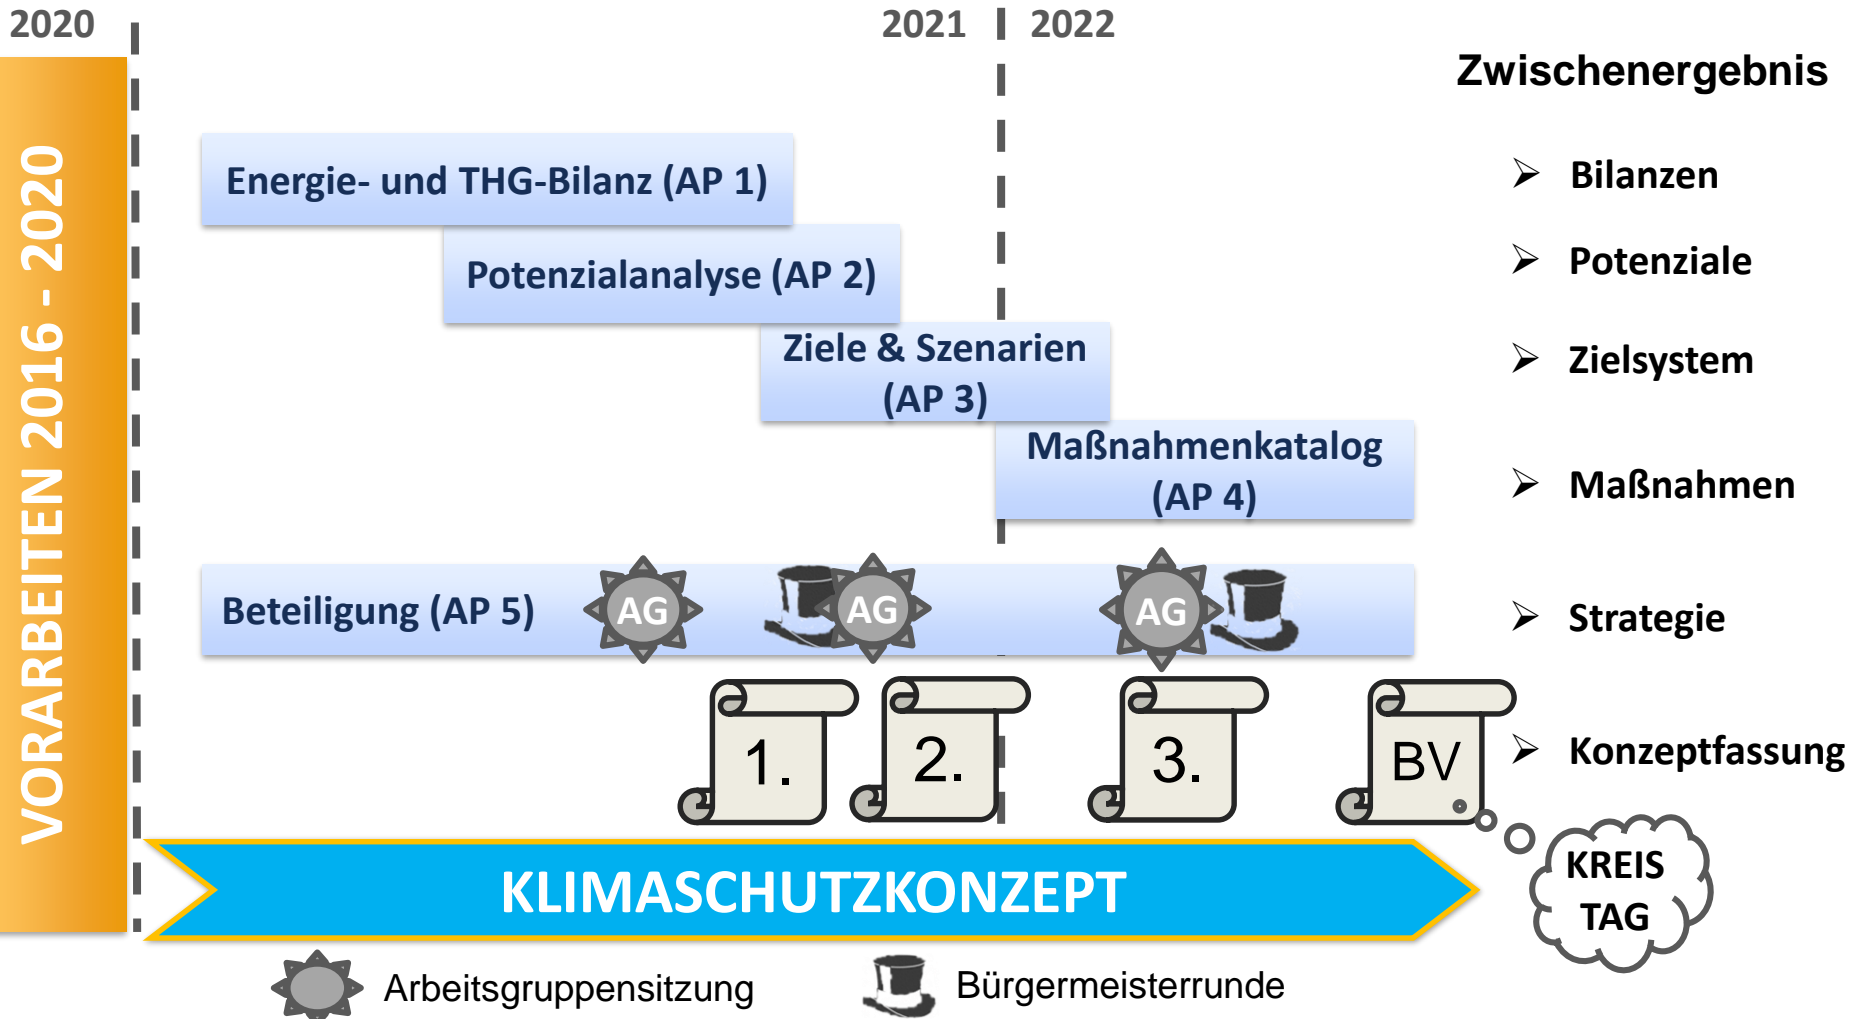 2020
2021
2022
Zwischenergebnis
VORARBEITEN 2016 - 2020
Energie- und THG-Bilanz (AP 1)
Bilanzen
Potenzialanalyse (AP 2)
Potenziale
Ziele & Szenarien
(AP 3)
Zielsystem
Maßnahmenkatalog
(AP 4)
Maßnahmen
Beteiligung (AP 5)
AG
AG
AG
Strategie
1.
2.
3.
BV
Konzeptfassung
KLIMASCHUTZKONZEPT
KREIS
TAG
Arbeitsgruppensitzung
Bürgermeisterrunde